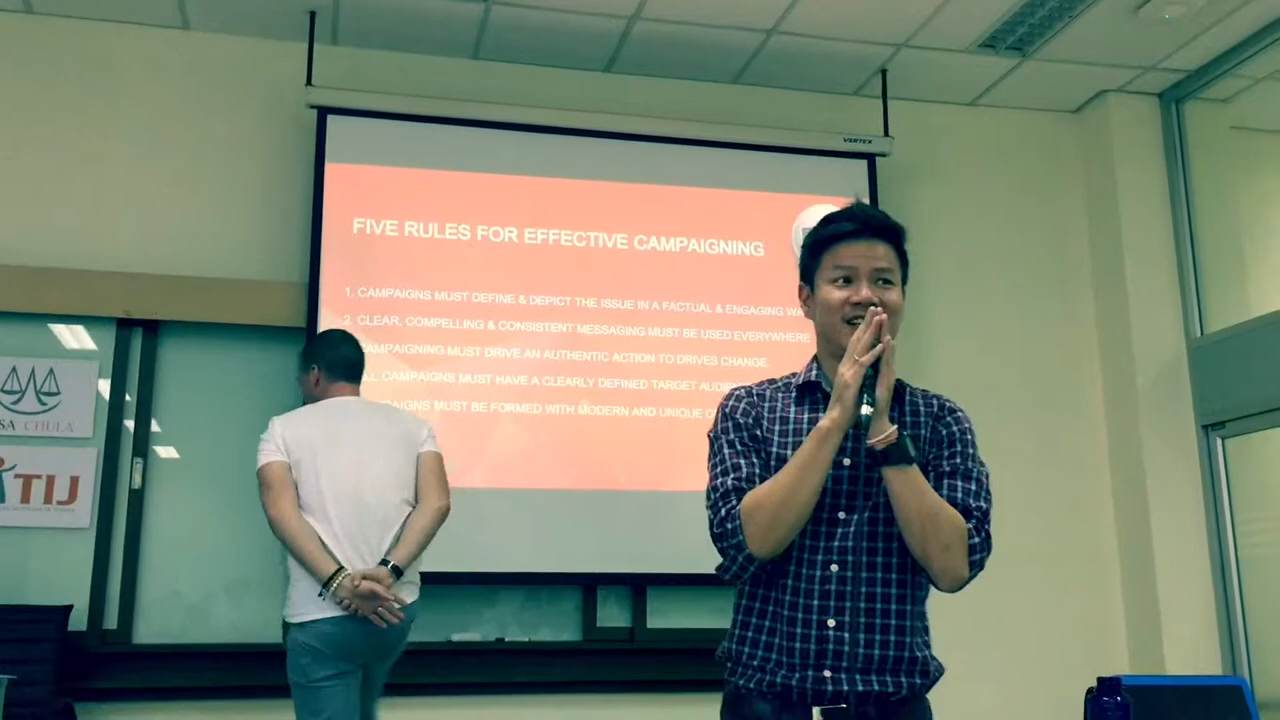 VERTEX
FIVE RULES FOR EFFECTIVE CAMPAIGNING
1. CAMPAIGNS MUST DEFINE & DEPICT THE ISSUE IN A FACTUAL & ENGAGING
2. CLEAR, COMPELLING & CONSISTENT MESSAGING MUST BE USED EVERYWHERE
CAMPAIGNING MUST DRIVE AN AUTHENTIC ACTION TO DRIVES CHANGE.
CAMPAIGNS MUST HAVE A CLEARLY DEFINED TARGET
MUST BE FORMED WITH MODERN AND UNIQUE
CHULA
TIJ